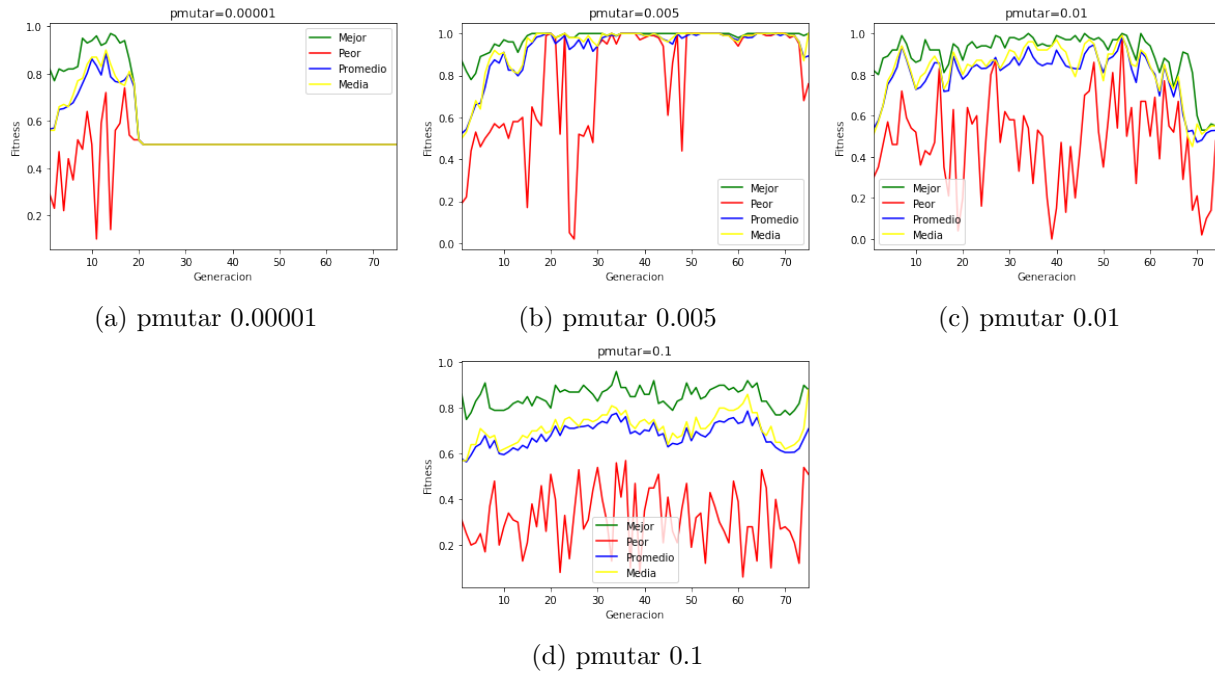 pmutar=0.00001
1.0
0.8
0.6
0.4
0.2
Fitness
Mejor
Peor
Promedio
Media
10 20 30 40 50 60 70
Generacion
(a) pmutar 0.00001
pmutar=0.005
1.0
0.8
0.6
0.4
0.2
0.0
Fitness
Mejor
Peor
Promedio
Media
10 20 30 40 50 60 70
Generacion
(b) pmutar 0.005
pmutar=0.01
1.0
0.8
0.6
0.4
0.2
0.0
Fitness
Mejor
Peor
Promedio
Media
10 20 30 40 50 60 70
Generacion
(c) pmutar 0.01
pmutar=0.1
1.0
0.8
0.6
0.4
0.2
Fitness
Mejor
Peor
Promedio
Media
10 20 30 40 50 60 70
Generacion
(d) pmutar 0.1